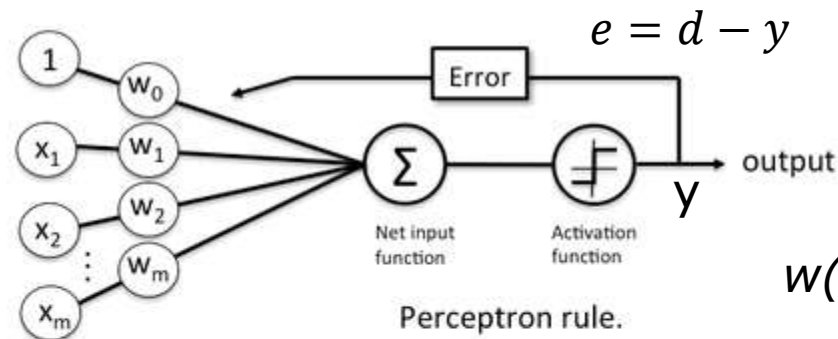 e = d − y
1
w₀
Error
x₁
w₁
Σ
output
y
x₂
w₂
Net input
function
Activation
function
⋮
w(
wₘ
xₘ
Perceptron rule.